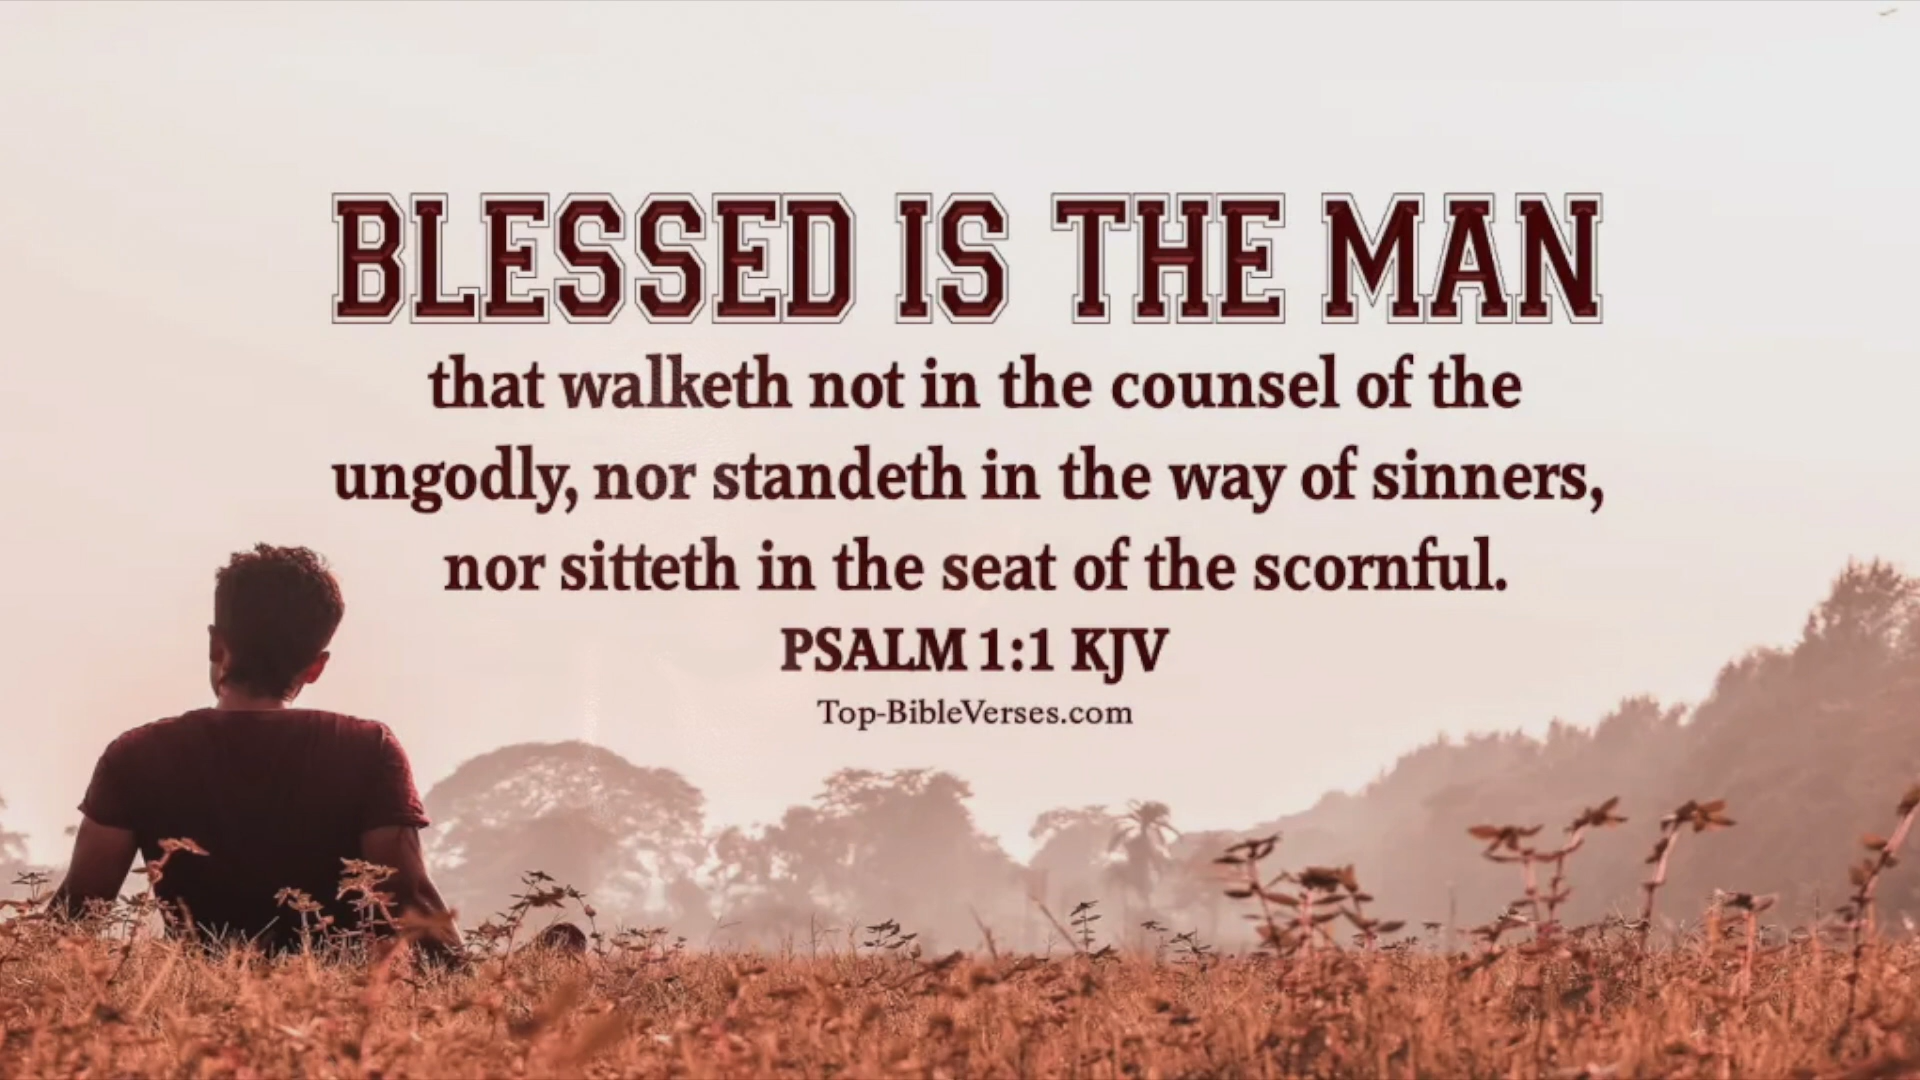 BLESSED IS THE MAN
that walketh not in the counsel of the
ungodly, nor standeth in the way of sinners,
nor sitteth in the seat of the scornful.
PSALM 1:1 KJV
Top-BibleVerses.com